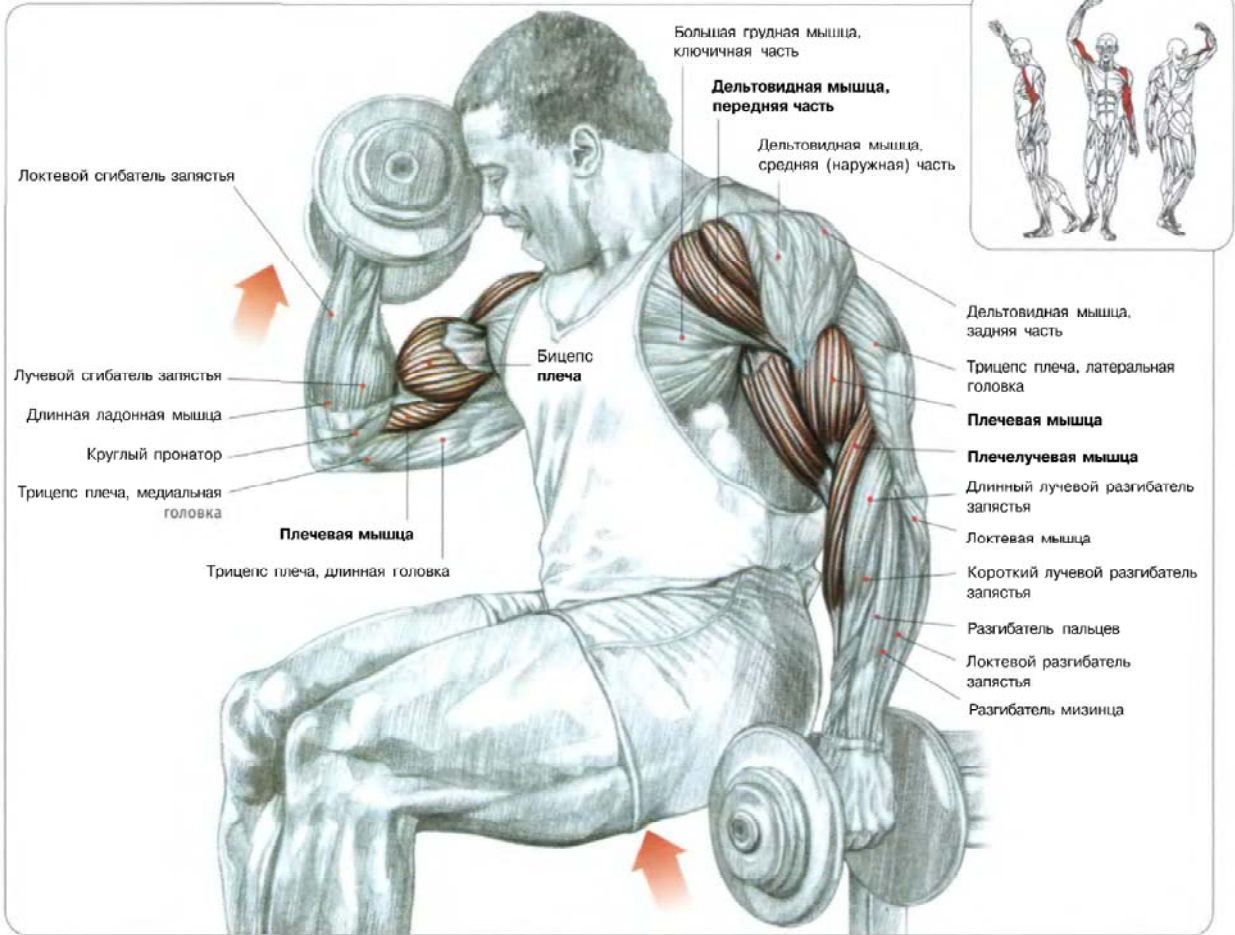 Большая грудная мышца,
ключичная часть
Дельтовидная мышца,
передняя часть
Дельтовидная мышца,
средняя (наружная) часть
Локтевой сгибатель запястья
Лучевой сгибатель запястья
Длинная ладонная мышца
Круглый пронатор
Трицепс плеча, медиальная
головка
Плечевая мышца
Трицепс плеча, длинная головка
Бицепс
плеча
Дельтовидная мышца,
задняя часть
Трицепс плеча, латеральная
головка
Плечевая мышца
Плечелучевая мышца
Длинный лучевой разгибатель
запястья
Локтевая мышца
Короткий лучевой разгибатель
запястья
Разгибатель пальцев
Локтевой разгибатель
запястья
Разгибатель мизинца